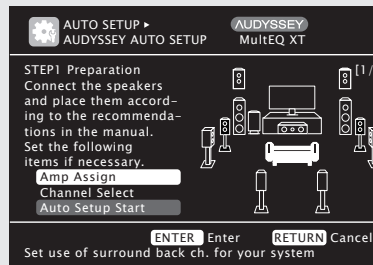 AUTO SETUP ▸
AUDYSSEY AUTO SETUP
AUDYSSEY
MultEQ XT
STEP1 Preparation
[1/
Connect the speakers
and place them accord-
ing to the recommenda-
tions in the manual.
Set the following
items if necessary.
Amp Assign
Channel Select
Auto Setup Start
ENTER Enter RETURN Cancel
Set use of surround back ch. for your system